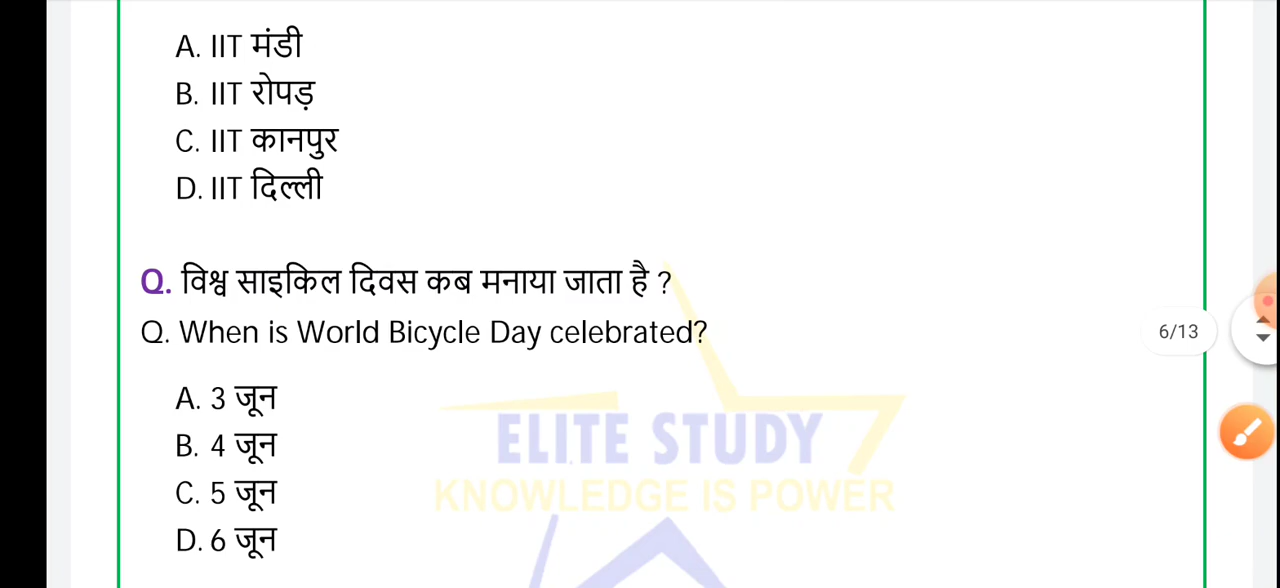 A. IIT मंडी
B. IIT रोपड़
C. IIT कानपुर
D. IIT दिल्ली
Q. विश्व साइकिल दिवस कब मनाया जाता है ?
Q. When is World Bicycle Day celebrated?
6/13
A. 3 जून
B. 4 जून
C. 5 जून
D. 6 जून
ELITE STUDY
KNOWLEDGE IS POWER